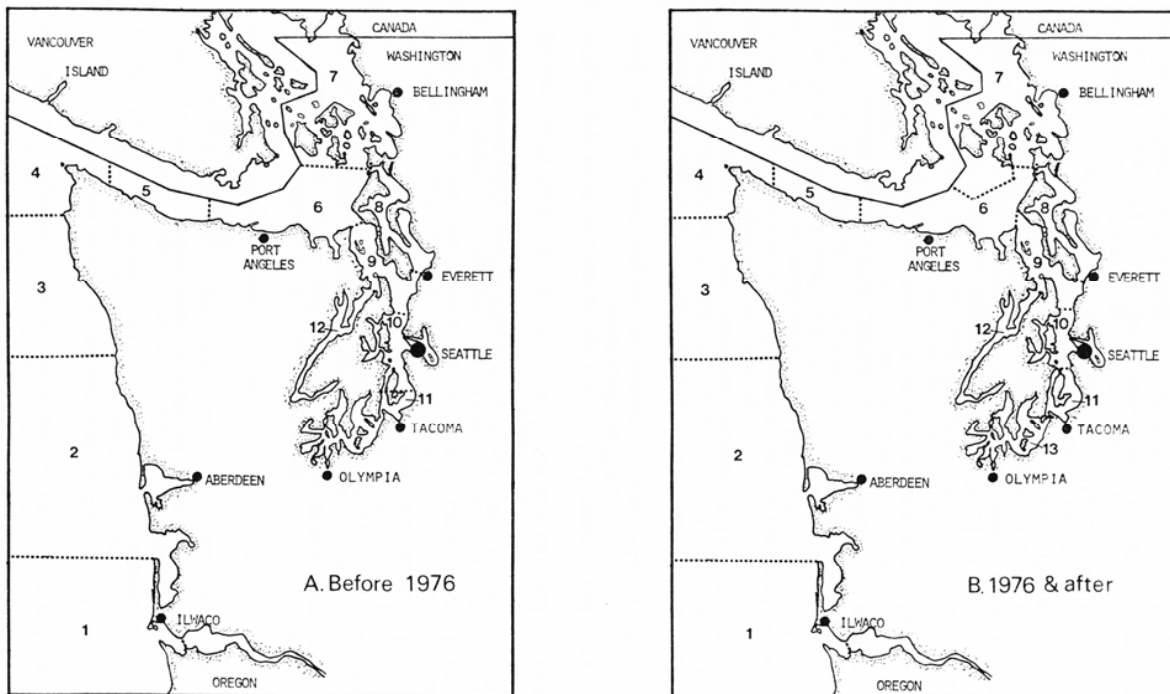 CANADA
VANCOUVER
WASHINGTON
ISLAND
7
BELLINGHAM
4
5
6
8
PORT
ANGELES
9
EVERETT
3
12
10
SEATTLE
11
TACOMA
2
ABERDEEN
OLYMPIA
A. Before 1976
1
ILWACO
OREGON
CANADA
VANCOUVER
WASHINGTON
ISLAND
7
BELLINGHAM
4
5
6
8
PORT
ANGELES
9
EVERETT
3
12
10
SEATTLE
11
TACOMA
13
2
ABERDEEN
OLYMPIA
B. 1976 & after
1
ILWACO
OREGON